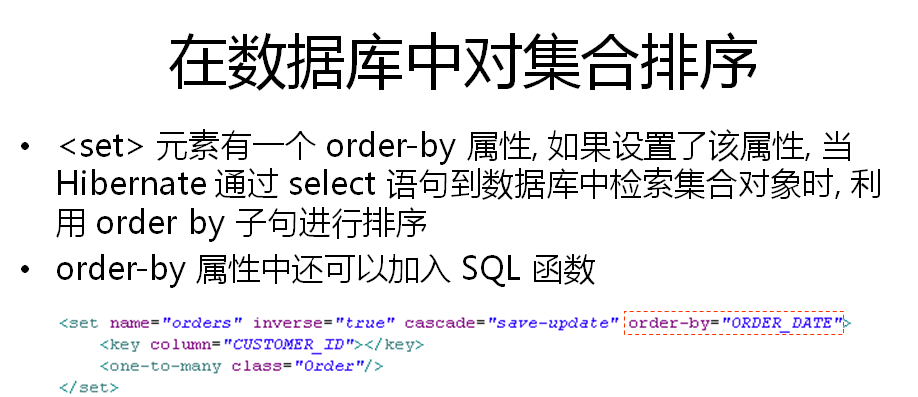 在数据库中对集合排序
• <set> 元素有一个 order-by 属性, 如果设置了该属性, 当
Hibernate 通过 select 语句到数据库中检索集合对象时, 利
用 order by 子句进行排序
• order-by 属性中还可以加入 SQL 函数
<set name="orders" inverse="true" cascade="save-update" order-by="ORDER_DATE">
<key column="CUSTOMER_ID"></key>
<one-to-many class="Order"/>
</set>